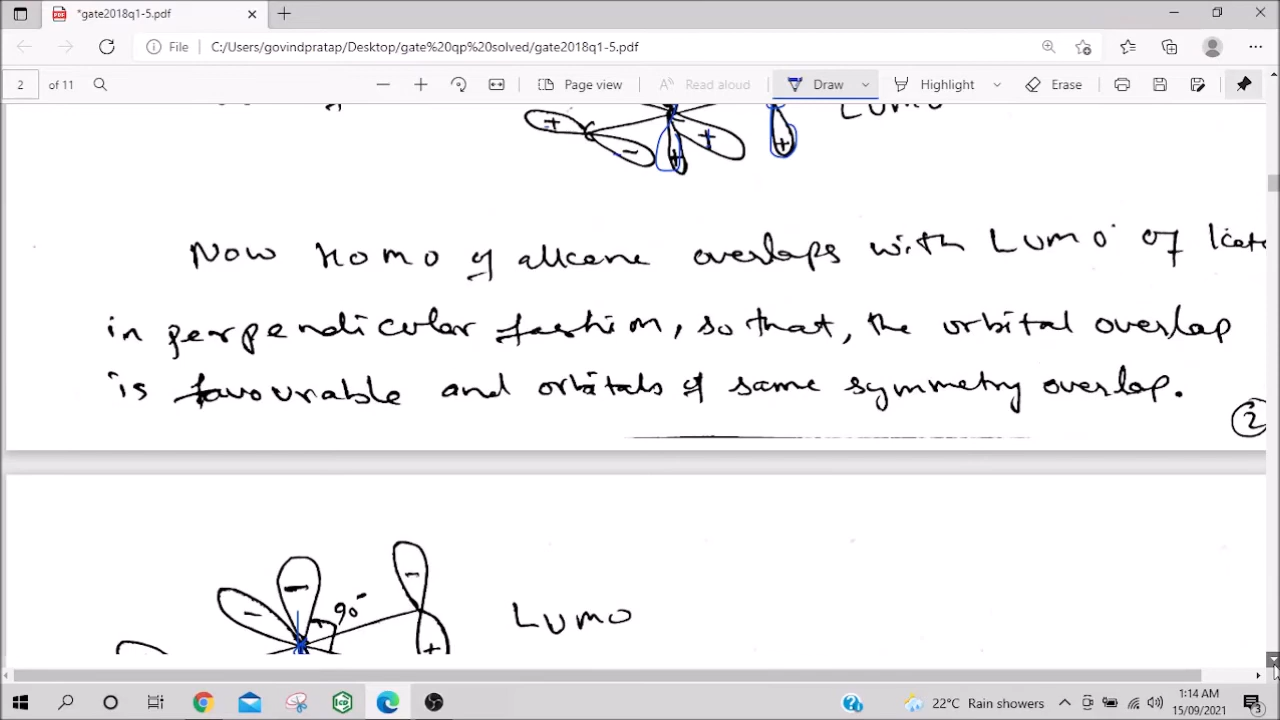 *gate2018q1-5.pdf
File C:/Users/govindpratap/Desktop/gate%20qp%20solved/gate2018q1-5.pdf
2 of 11 Page view Read aloud Draw Highlight Erase
+ - + + + LUMO
Now HOMO of alkene overlaps with LUMO of kete
in perpendicular fashion, so that, the orbital overlap
is favourable and orbitals of same symmetry overlap.
2
- - 90° - + LUMO
22°C Rain showers
1:14 AM
15/09/2021
3